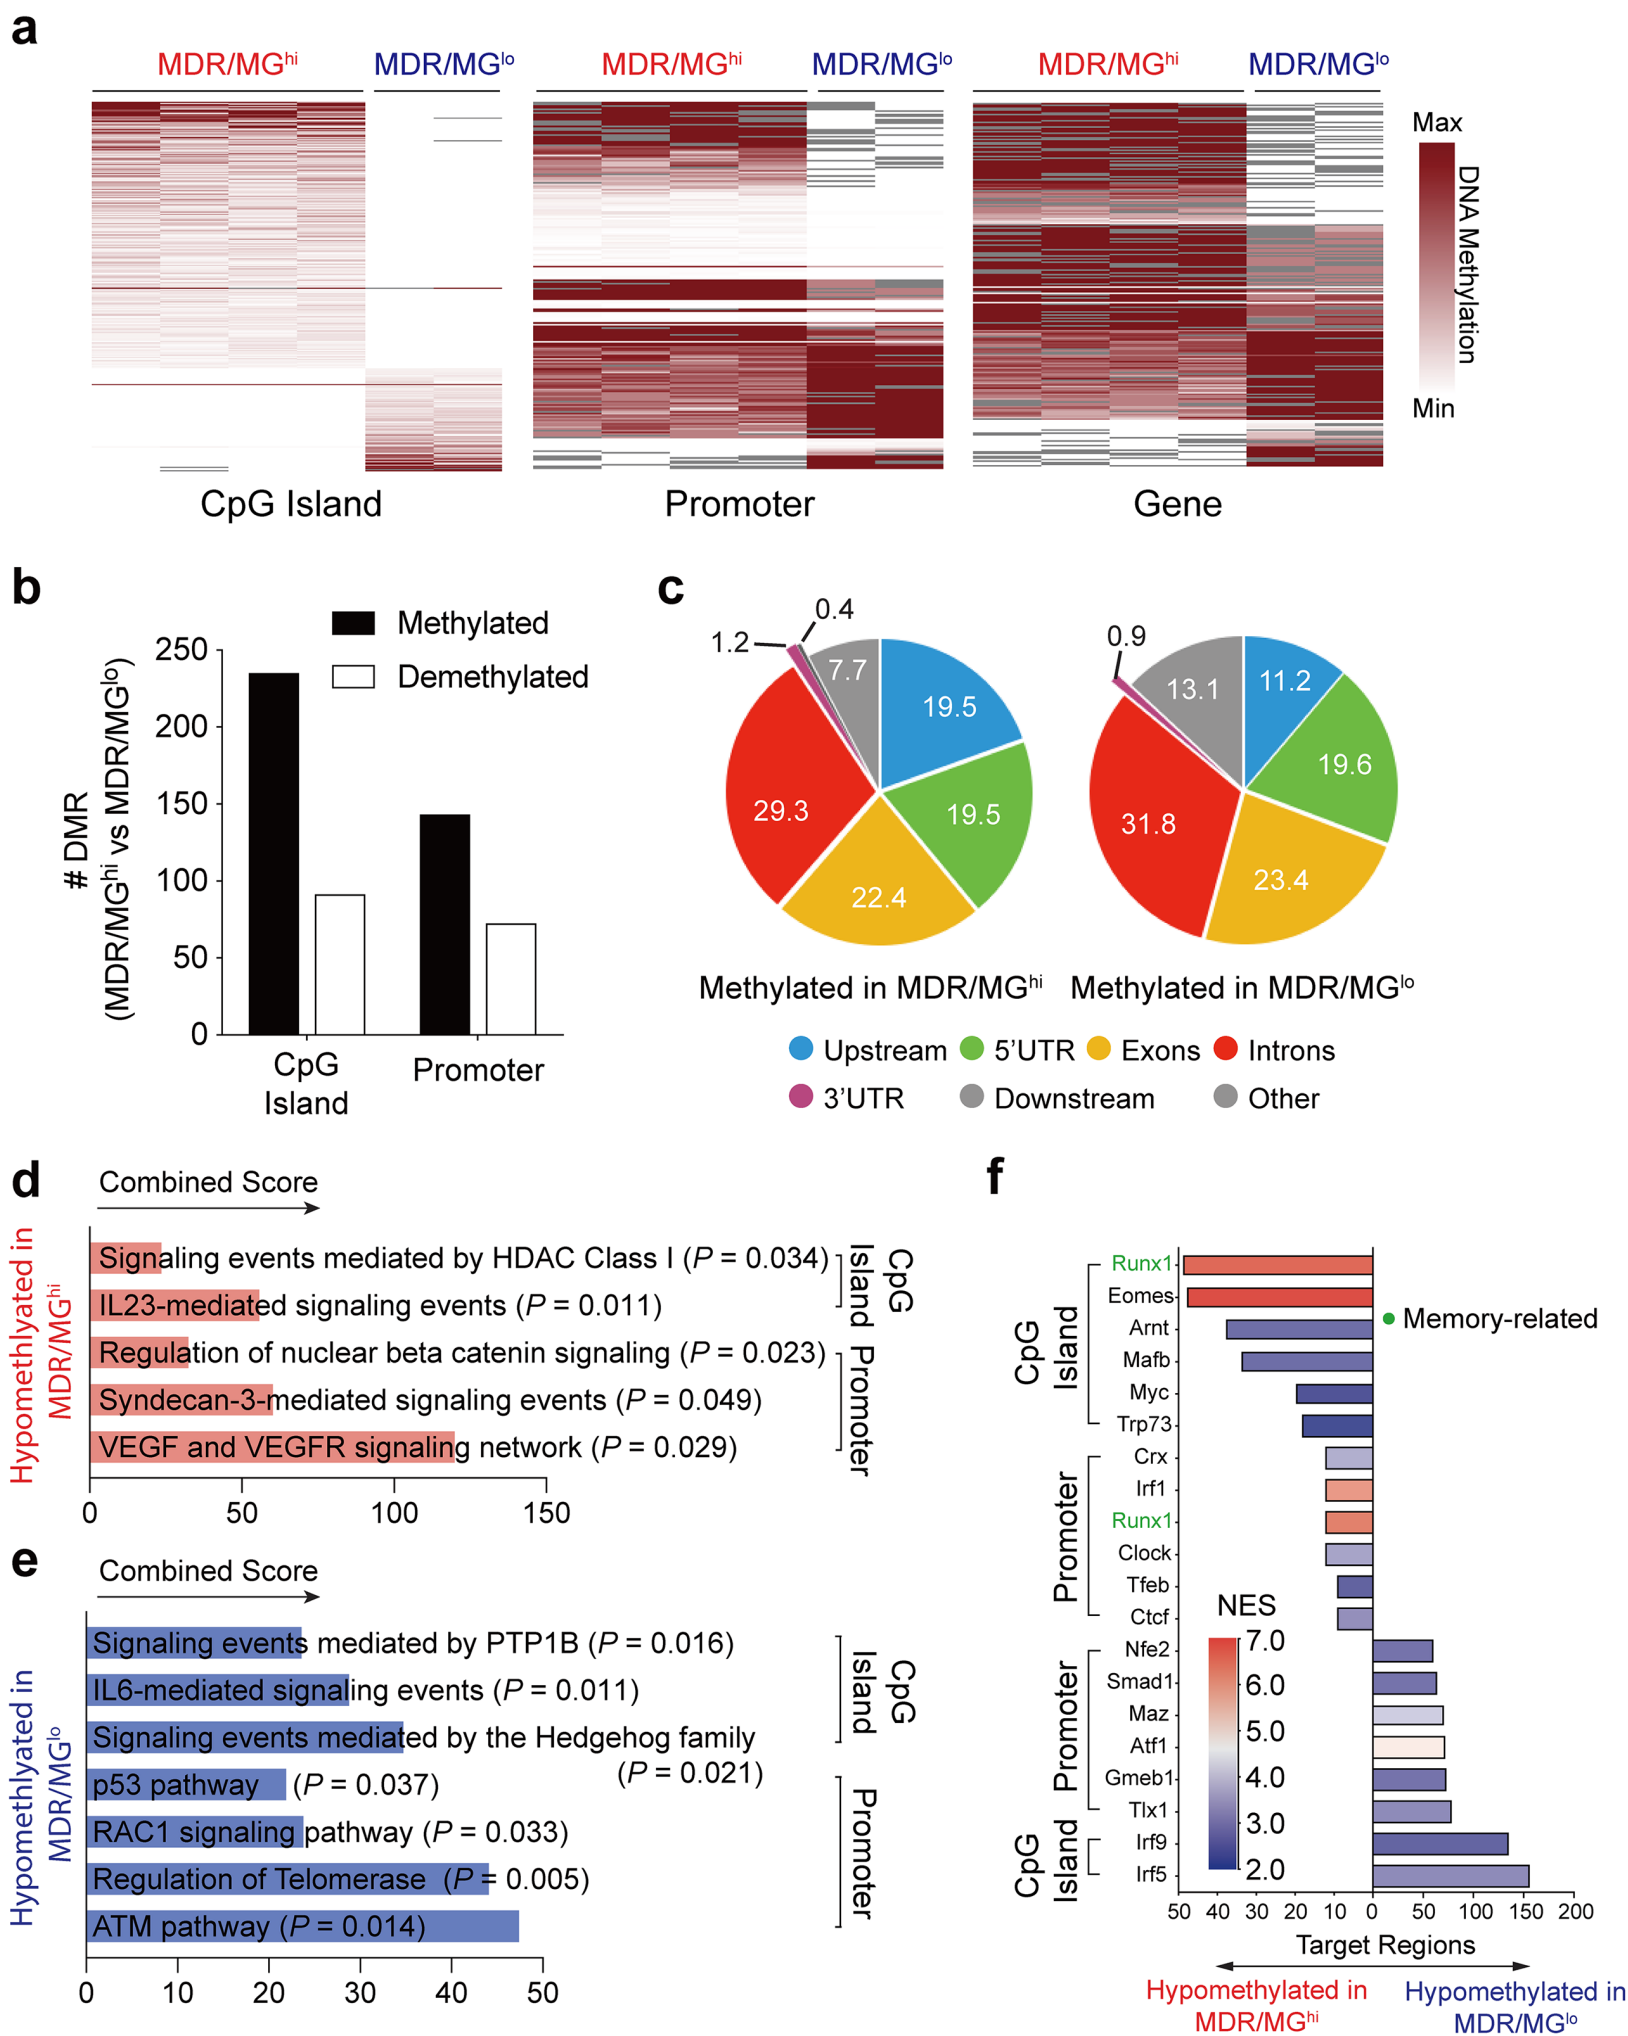 a
MDR/MGhi
MDR/MGlo
MDR/MGhi
MDR/MGlo
MDR/MGhi
MDR/MGlo
Max
DNA Methylation
Min
CpG Island
Promoter
Gene
b
Methylated
Demethylated
# DMR
(MDR/MGhi vs MDR/MGlo)
250
200
150
100
50
0
CpG
Island
Promoter
c
0.4
1.2
7.7
19.5
19.5
22.4
29.3
0.9
13.1
11.2
19.6
23.4
31.8
Methylated in MDR/MGhi
Methylated in MDR/MGlo
Upstream
5’UTR
Exons
Introns
3’UTR
Downstream
Other
d
Combined Score
Hypomethlyated in
MDR/MGhi
Signaling events mediated by HDAC Class I (P = 0.034)
IL23-mediated signaling events (P = 0.011)
Regulation of nuclear beta catenin signaling (P = 0.023)
Syndecan-3-mediated signaling events (P = 0.049)
VEGF and VEGFR signaling network (P = 0.029)
CpG
Island
Promoter
0
50
100
150
e
Combined Score
Hypomethlyated in
MDR/MGlo
Signaling events mediated by PTP1B (P = 0.016)
IL6-mediated signaling events (P = 0.011)
Signaling events mediated by the Hedgehog family
(P = 0.021)
p53 pathway (P = 0.037)
RAC1 signaling pathway (P = 0.033)
Regulation of Telomerase (P = 0.005)
ATM pathway (P = 0.014)
CpG
Island
Promoter
0
10
20
30
40
50
f
CpG
Island
Runx1
Eomes
Arnt
Mafb
Myc
Trp73
Promoter
Crx
Irf1
Runx1
Clock
Tfeb
Ctcf
Promoter
Nfe2
Smad1
Maz
Atf1
Gmeb1
Tlx1
CpG
Island
Irf9
Irf5
Memory-related
NES
7.0
6.0
5.0
4.0
3.0
2.0
50
40
30
20
10
0
50
100
150
200
Target Regions
Hypomethylated in
MDR/MGhi
Hypomethylated in
MDR/MGlo